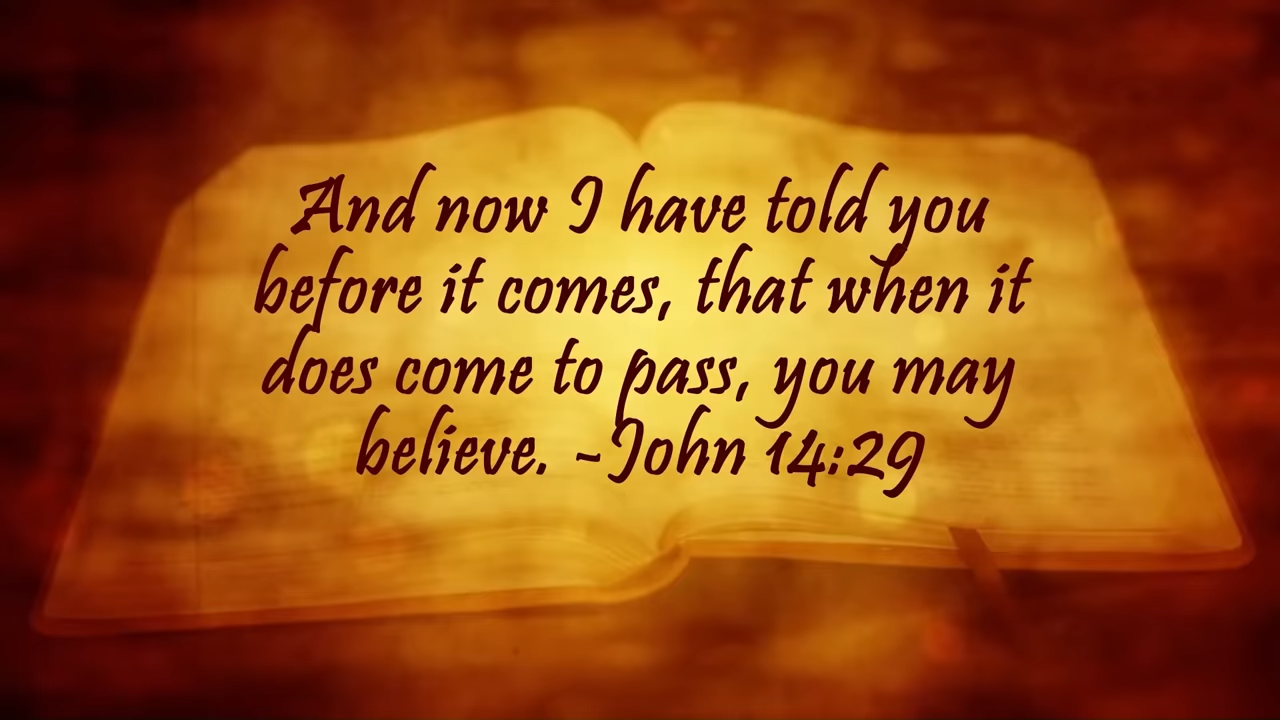 And now I have told you
before it comes, that when it
does come to pass, you may
believe. -John 14:29